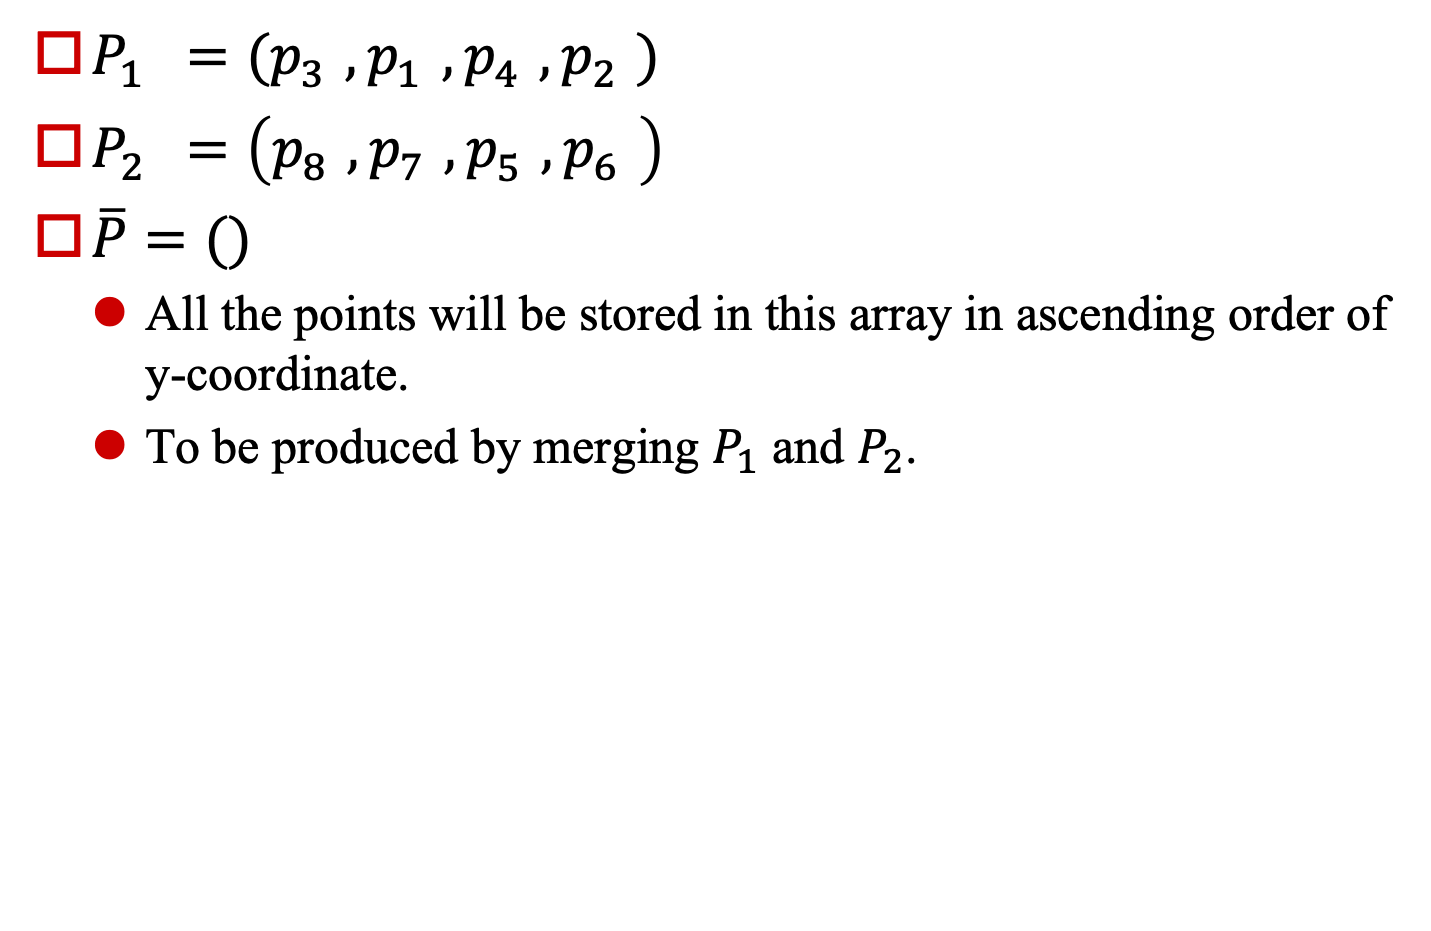 P₁ = (p₃ ,p₁ ,p₄ ,p₂ )
P₂ = (p₈ ,p₇ ,p₅ ,p₆ )
P̄ = ()
All the points will be stored in this array in ascending order of
y-coordinate.
To be produced by merging P₁ and P₂.